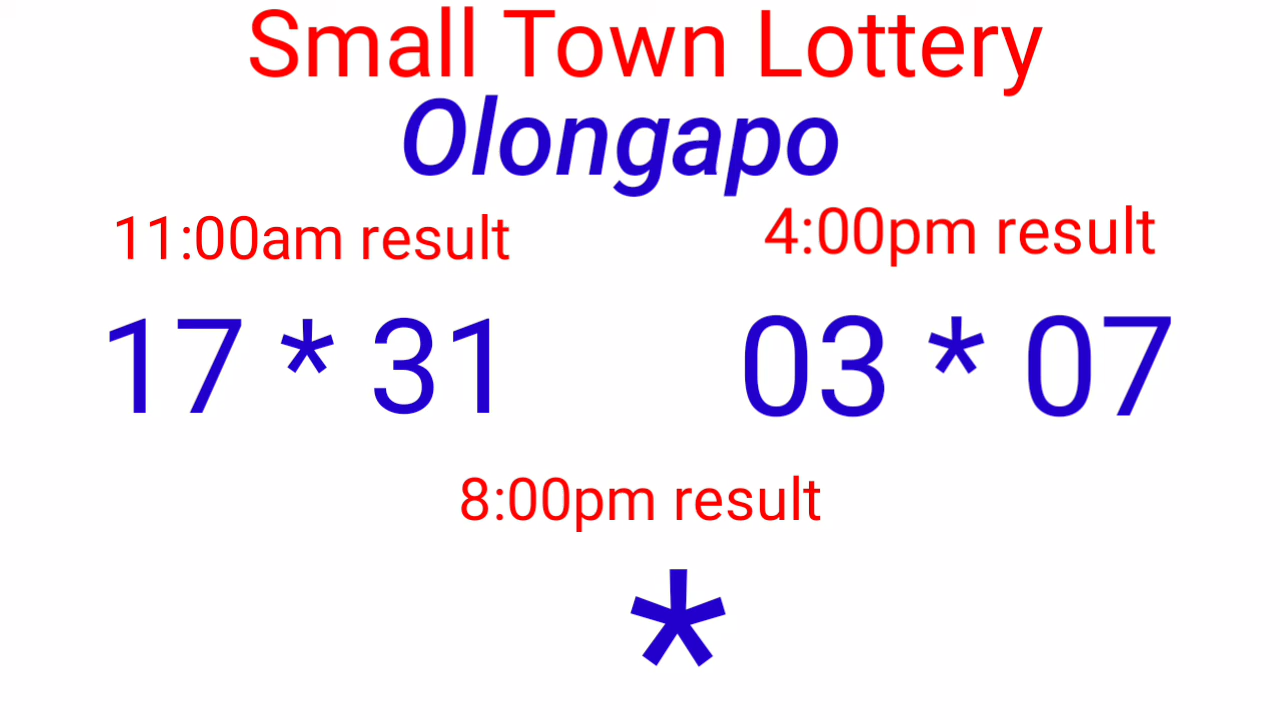 Small Town Lottery
Olongapo
11:00am result
4:00pm result
17 * 31
03 * 07
8:00pm result
*